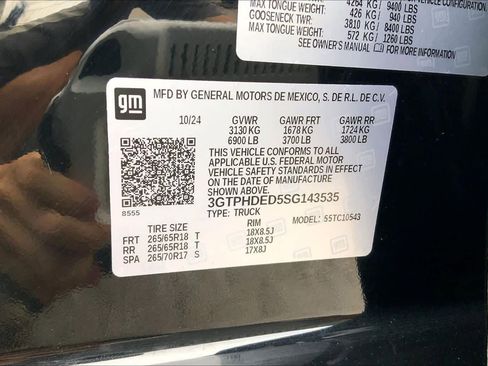 MAX TONGUE WEIGHT: 426 KG / 940 LBS
GOOSENECK TWR: 3810 KG / 8400 LBS
MAX TONGUE WEIGHT: 572 KG / 1260 LBS
SEE OWNER'S MANUAL FOR MORE INFORMATION
gm
MFD BY GENERAL MOTORS DE MEXICO, S. DE R.L. DE C.V.
10/24 GVWR GAWR FRT GAWR RR
3130 KG 1678 KG 1724 KG
6900 LB 3700 LB 3800 LB
THIS VEHICLE CONFORMS TO ALL
APPLICABLE U.S. FEDERAL MOTOR
VEHICLE SAFETY STANDARDS IN
EFFECT ON THE DATE OF MANUFACTURE
SHOWN ABOVE.
3GTPHDED5SG143535
TYPE: TRUCK MODEL: 55TC10543
8555
TIRE SIZE RIM
FRT 265/65R18 T 18X8.5J
RR 265/65R18 T 18X8.5J
SPA 265/70R17 S 17X8J